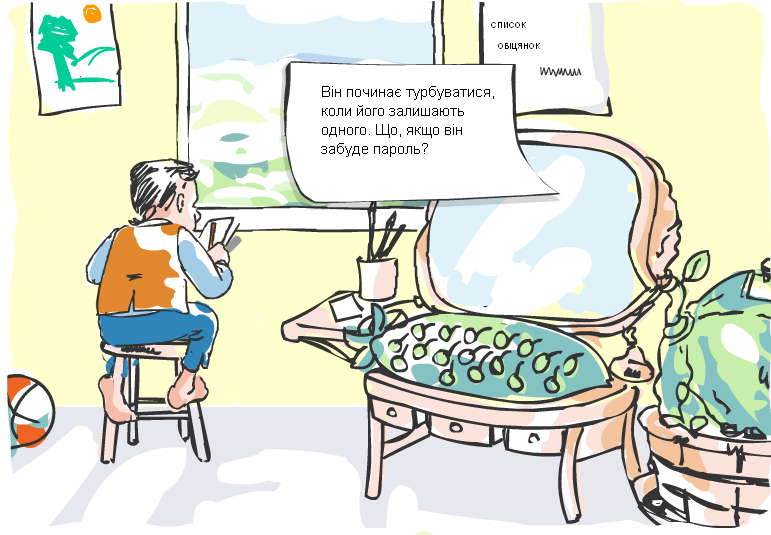 список
обіцянок
Він починає турбуватися,
коли його залишають
одного. Що, якщо він
забуде пароль?